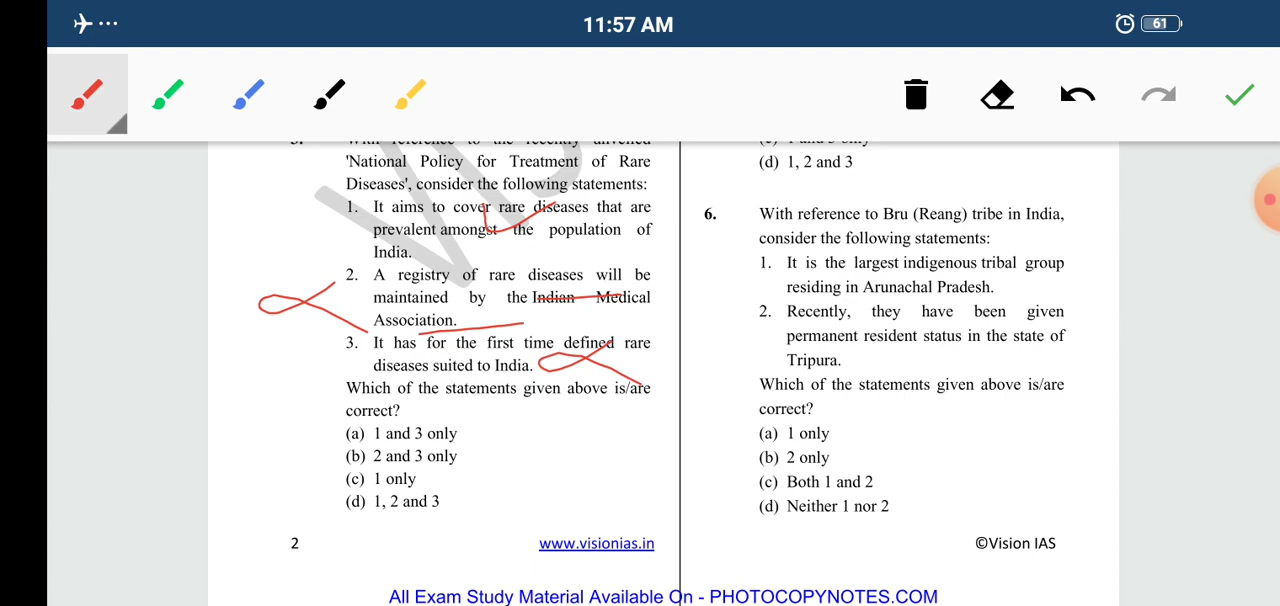 11:57 AM
61
'National Policy for Treatment of Rare
Diseases', consider the following statements:
1. It aims to cover rare diseases that are
prevalent amongst the population of
India.
2. A registry of rare diseases will be
maintained by the Indian Medical
Association.
3. It has for the first time defined rare
diseases suited to India.
Which of the statements given above is/are
correct?
(a) 1 and 3 only
(b) 2 and 3 only
(c) 1 only
(d) 1, 2 and 3
2
www.visionias.in
(d) 1, 2 and 3
6. With reference to Bru (Reang) tribe in India,
consider the following statements:
1. It is the largest indigenous tribal group
residing in Arunachal Pradesh.
2. Recently, they have been given
permanent resident status in the state of
Tripura.
Which of the statements given above is/are
correct?
(a) 1 only
(b) 2 only
(c) Both 1 and 2
(d) Neither 1 nor 2
©Vision IAS
All Exam Study Material Available On - PHOTOCOPYNOTES.COM